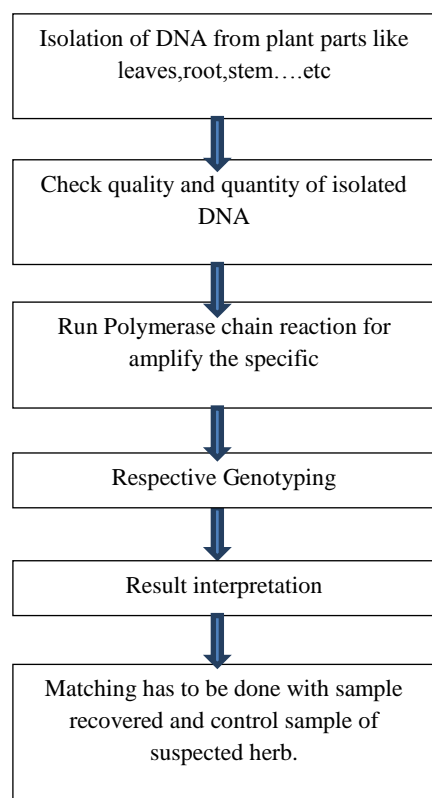 Isolation of DNA from plant parts like
leaves,root,stem….etc
Check quality and quantity of isolated
DNA
Run Polymerase chain reaction for
amplify the specific
Respective Genotyping
Result interpretation
Matching has to be done with sample
recovered and control sample of
suspected herb.